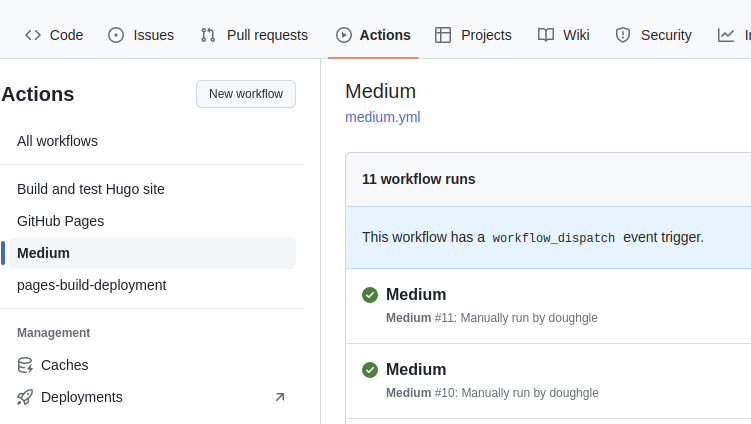 Code Issues Pull requests Actions Projects Wiki Security
Actions
New workflow
All workflows
Build and test Hugo site
GitHub Pages
Medium
pages-build-deployment
Management
Caches
Deployments
Medium
medium.yml
11 workflow runs
This workflow has a workflow_dispatch event trigger.
Medium
Medium #11: Manually run by doughgle
Medium
Medium #10: Manually run by doughgle